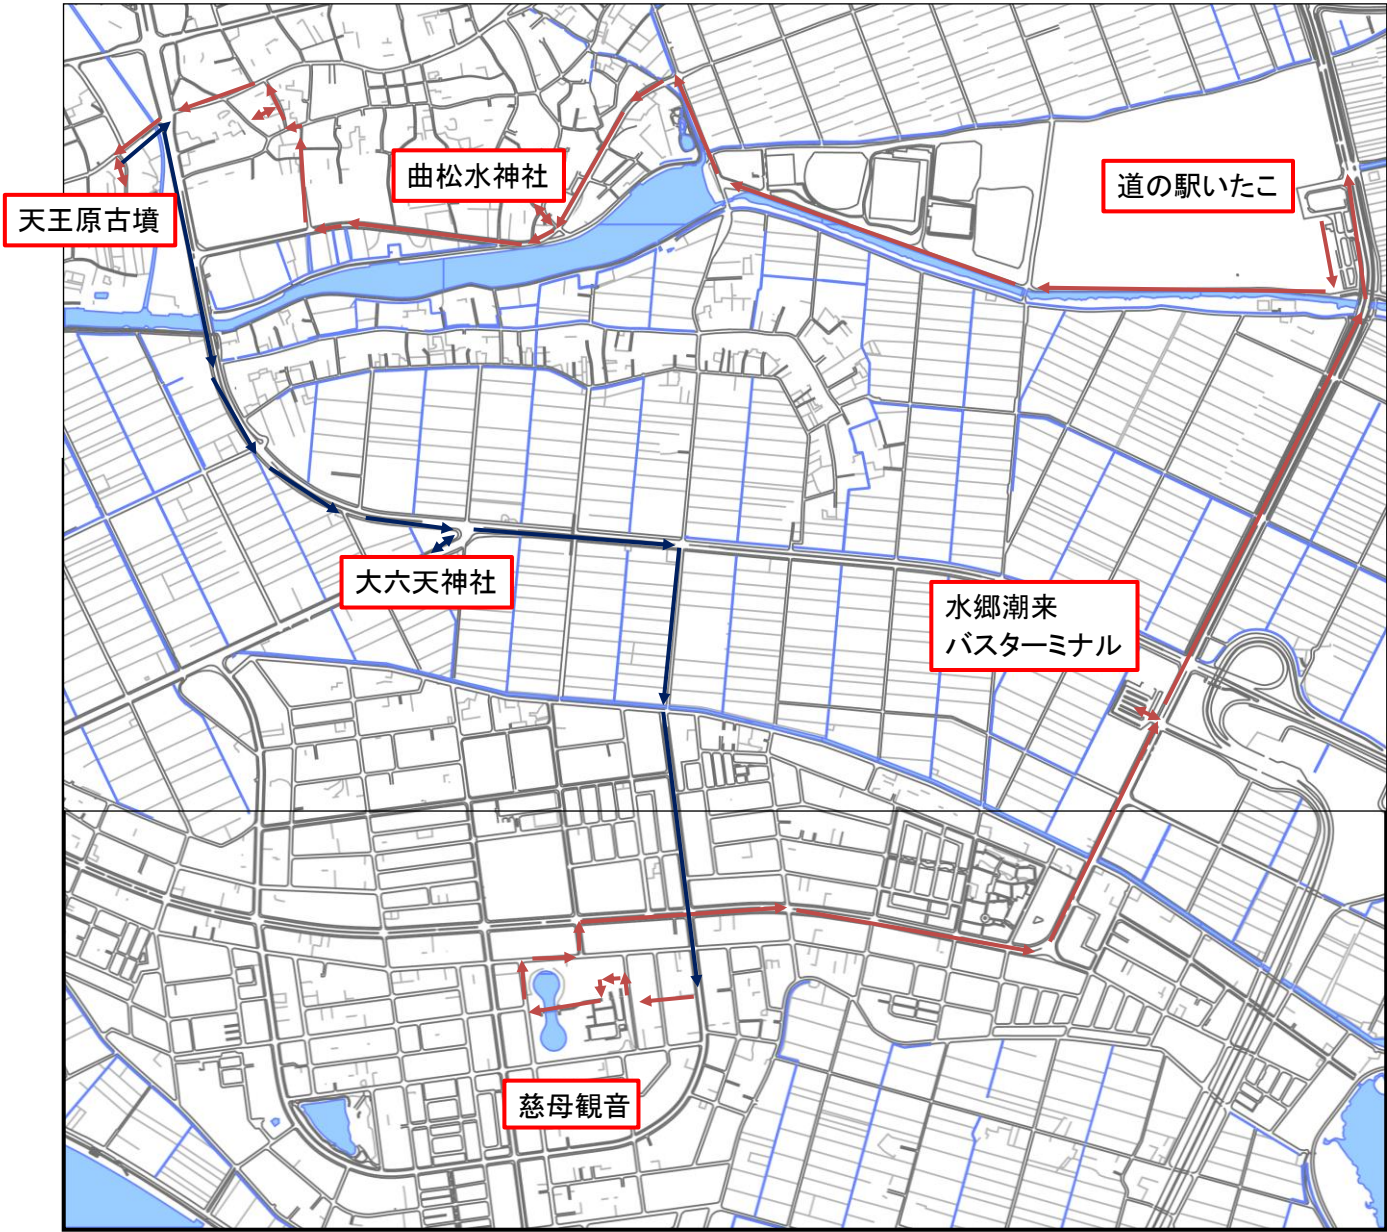 曲松水神社
道の駅いたこ
天王原古墳
大六天神社
水郷潮来
バスターミナル
慈母観音